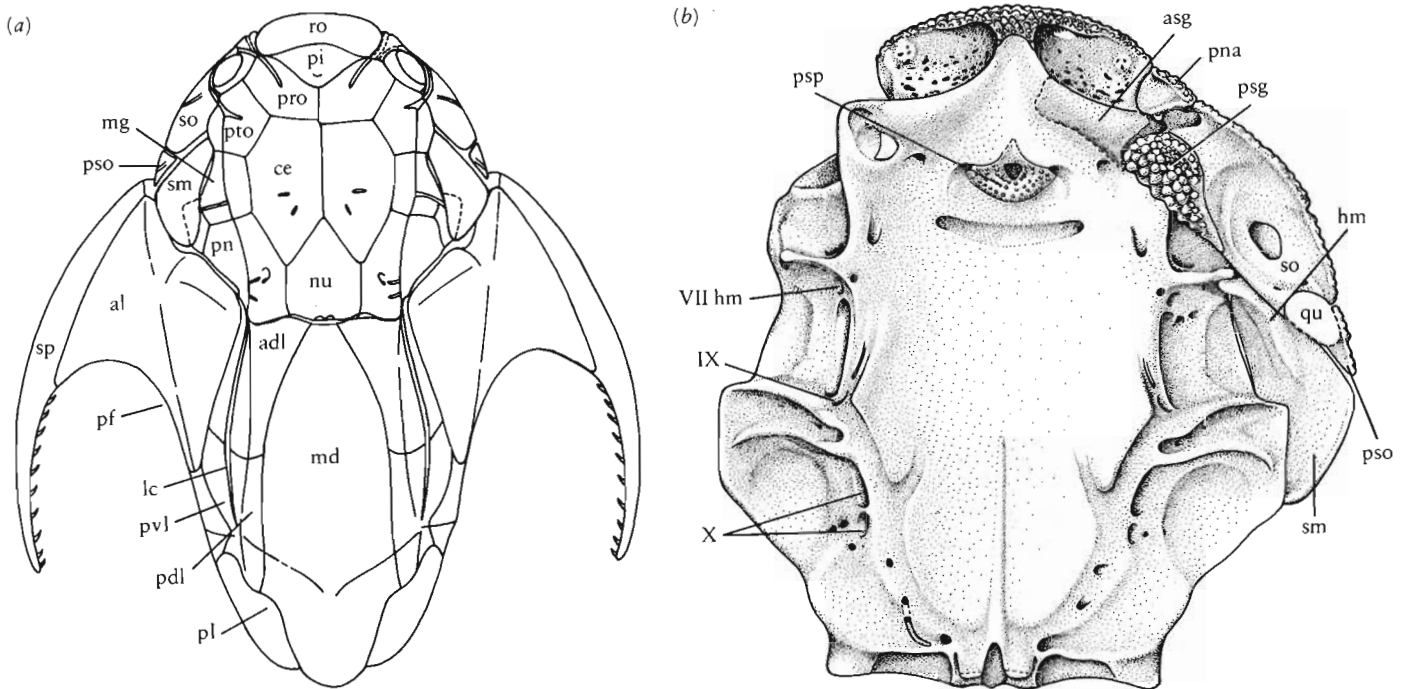 (a)
ro
pi
pro
so
pto
mg
pso
sm
ce
pn
nu
al
adl
sp
pf
md
lc
pvl
pdl
pl
(b)
asg
pna
psp
psg
hm
so
VII hm
qu
IX
pso
sm
X